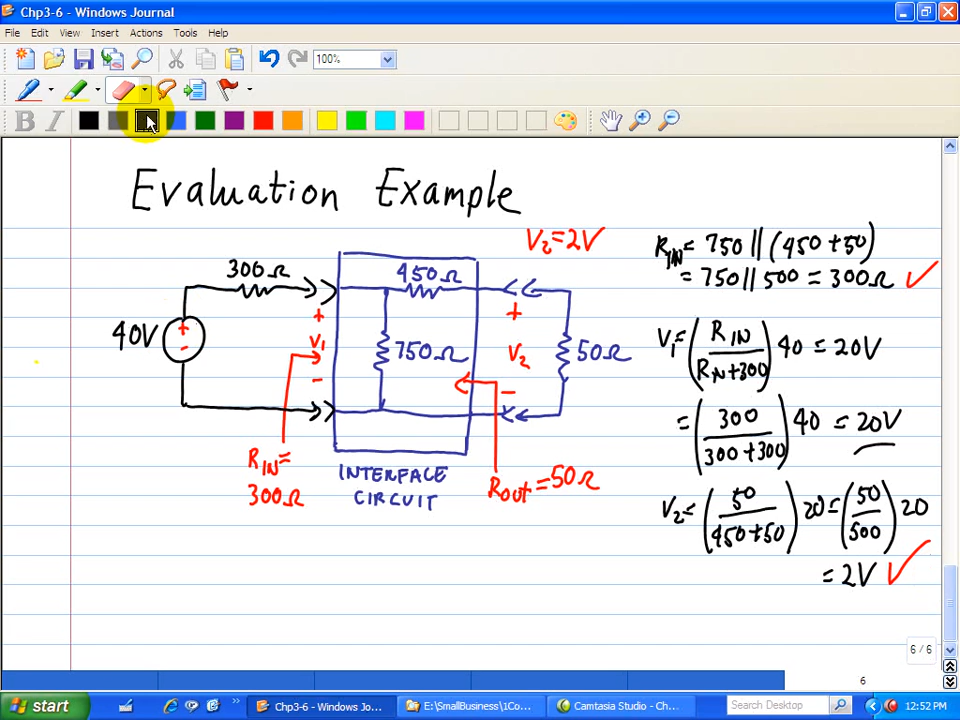 Chp3-6 - Windows Journal
File Edit View Insert Actions Tools Help
100%
B I
Evaluation Example
V2=2V
RIN= 750 || (450+50)
= 750 || 500 = 300Ω ✓
300Ω
450Ω
40V
+
-
+
V1
-
750Ω
+
V2
-
50Ω
V1=(RIN/RIN+300)40 = 20V
=(300/300+300)40 = 20V
RIN=
300Ω
INTERFACE
CIRCUIT
ROUT=50Ω
V2=(50/450+50)20=(50/500)20
= 2V ✓
6 / 6
6
start
Chp3-6 - Windows Jo...
E:\SmallBusiness\1Co...
Camtasia Studio - Unt...
Search Desktop
12:52 PM